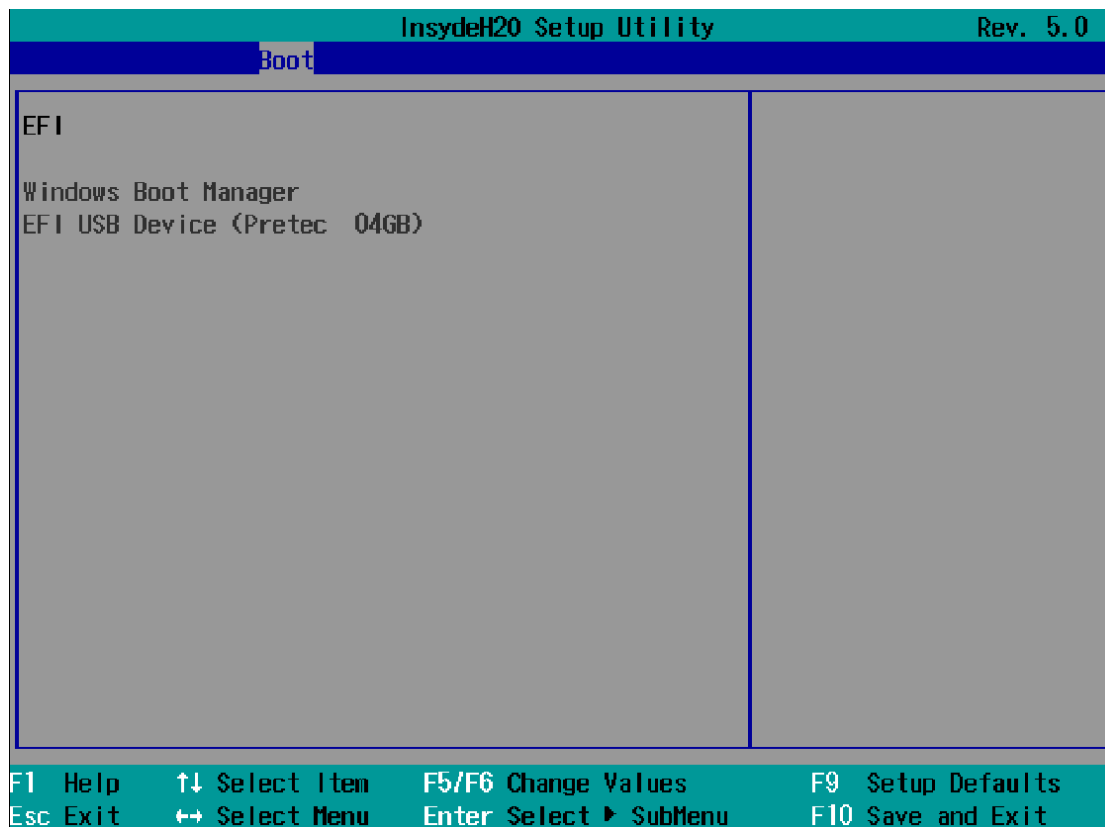 InsydeH20 Setup Utility Rev. 5.0
Boot
EFI
Windows Boot Manager
EFI USB Device (Pretec 04GB)
F1 Help ↑↓ Select Item F5/F6 Change Values F9 Setup Defaults
Esc Exit ↔ Select Menu Enter Select ▶ SubMenu F10 Save and Exit